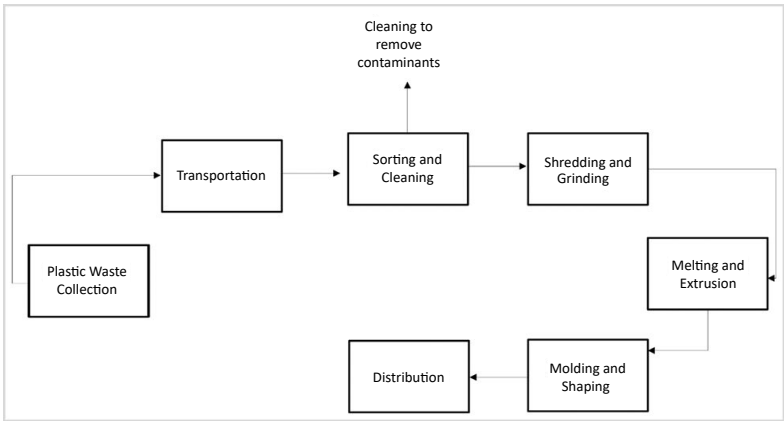 Cleaning to
remove
contaminants
Transportation
Sorting and
Cleaning
Shredding and
Grinding
Plastic Waste
Collection
Melting and
Extrusion
Distribution
Molding and
Shaping